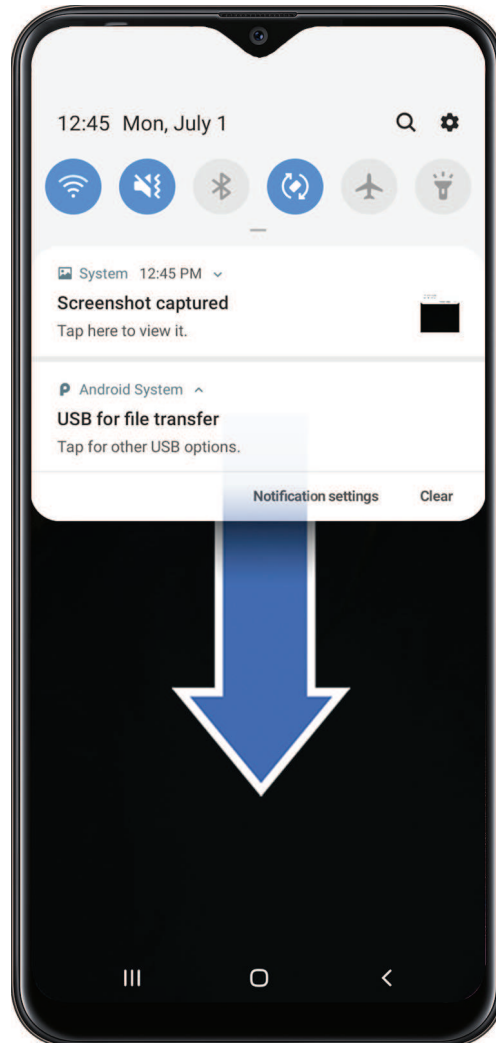 12:45 Mon, July 1
System 12:45 PM
Screenshot captured
Tap here to view it.
Android System
USB for file transfer
Tap for other USB options.
Notification settings Clear